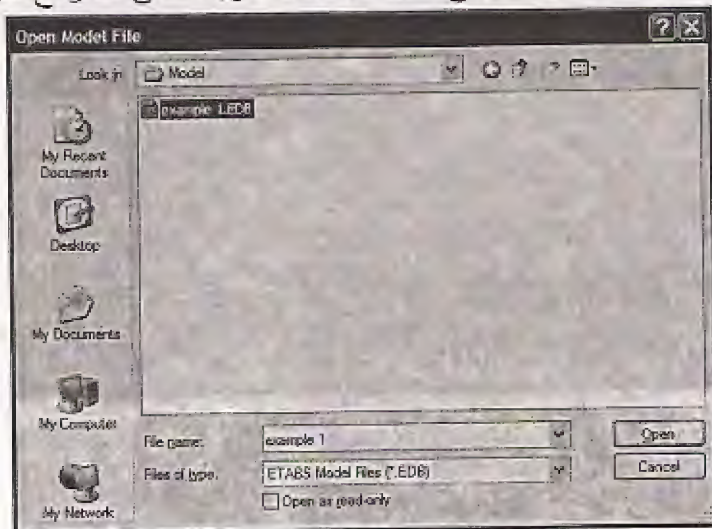 Open Model File
Look in: Model
example 1.EDB
My Recent
Documents
Desktop
My Documents
My Computer
My Network
File name: example 1 Open
Files of type: ETABS Model Files (*.EDB) Cancel
Open as read-only